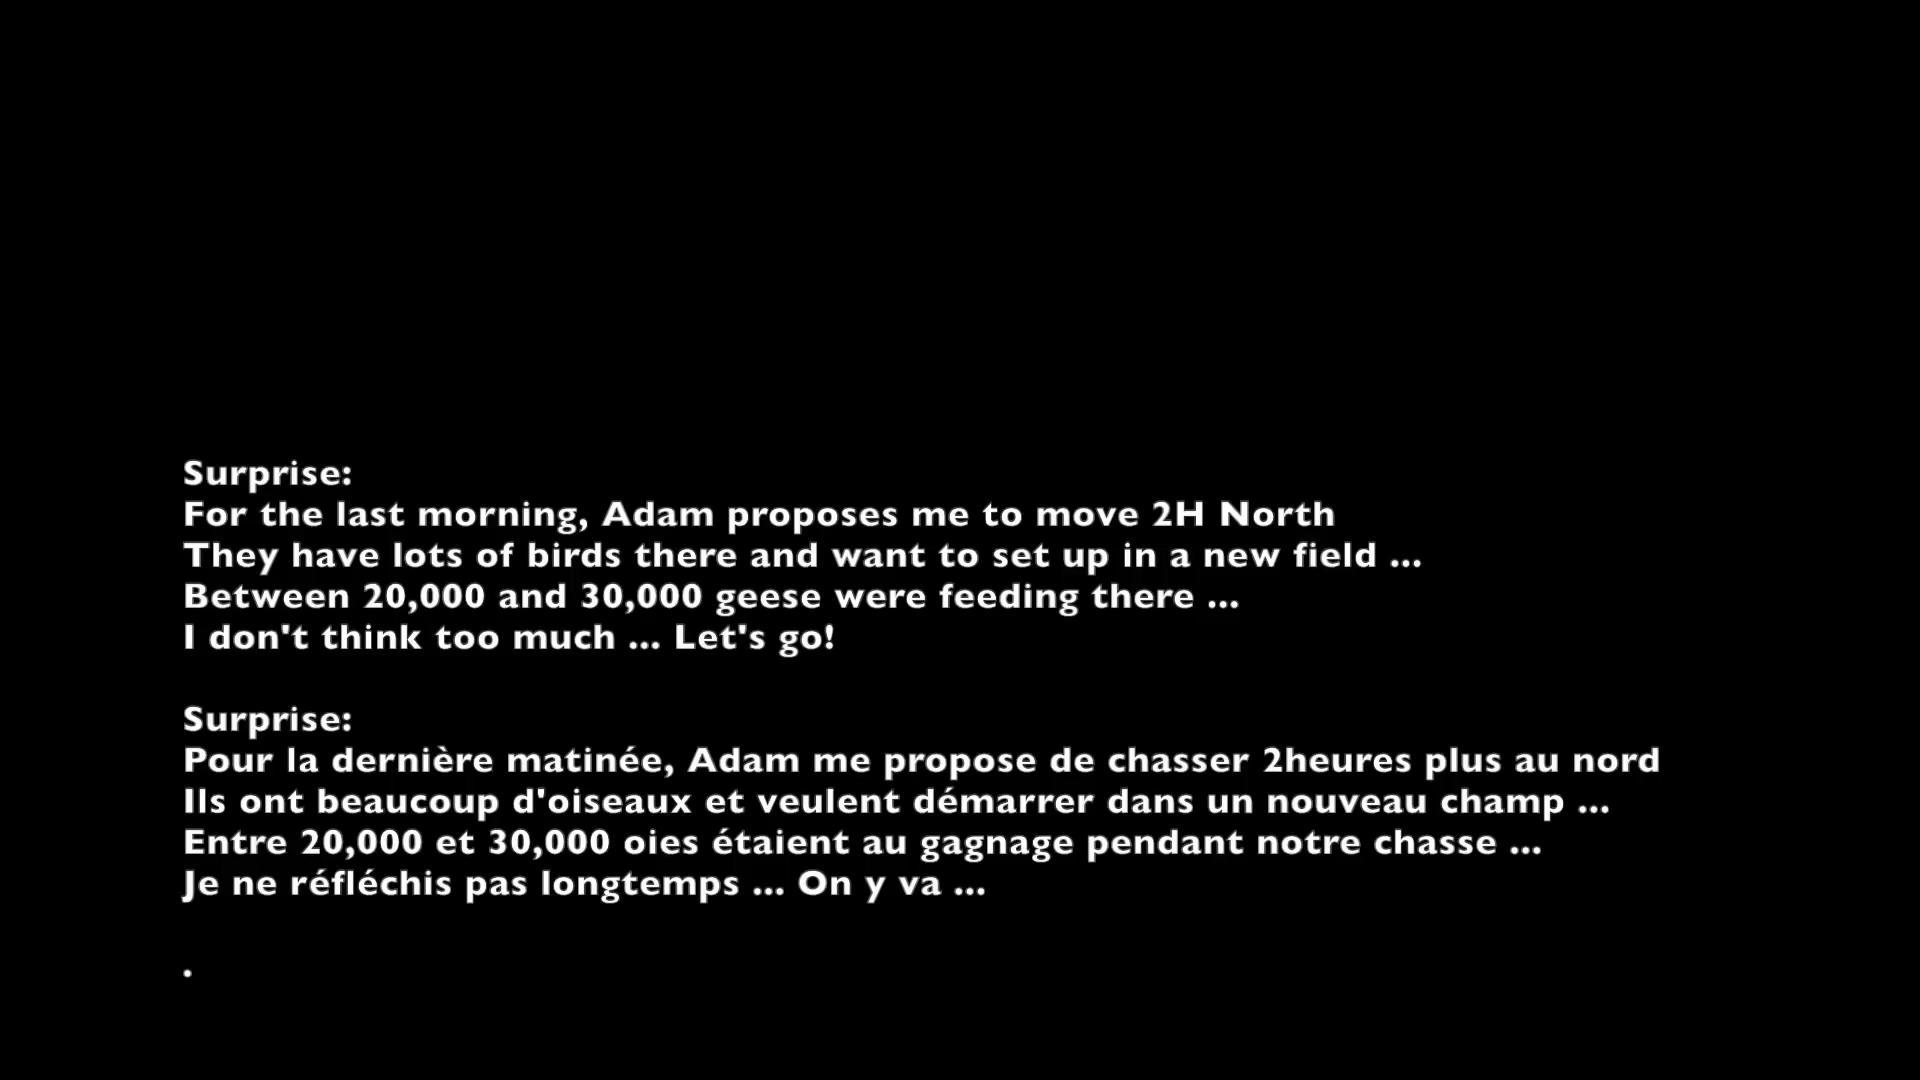 Surprise:
For the last morning, Adam proposes me to move 2H North
They have lots of birds there and want to set up in a new field ...
Between 20,000 and 30,000 geese were feeding there ...
I don't think too much ... Let's go!
Surprise:
Pour la dernière matinée, Adam me propose de chasser 2heures plus au nord
Ils ont beaucoup d'oiseaux et veulent démarrer dans un nouveau champ ...
Entre 20,000 et 30,000 oies étaient au gagnage pendant notre chasse ...
Je ne réfléchis pas longtemps ... On y va ...
.